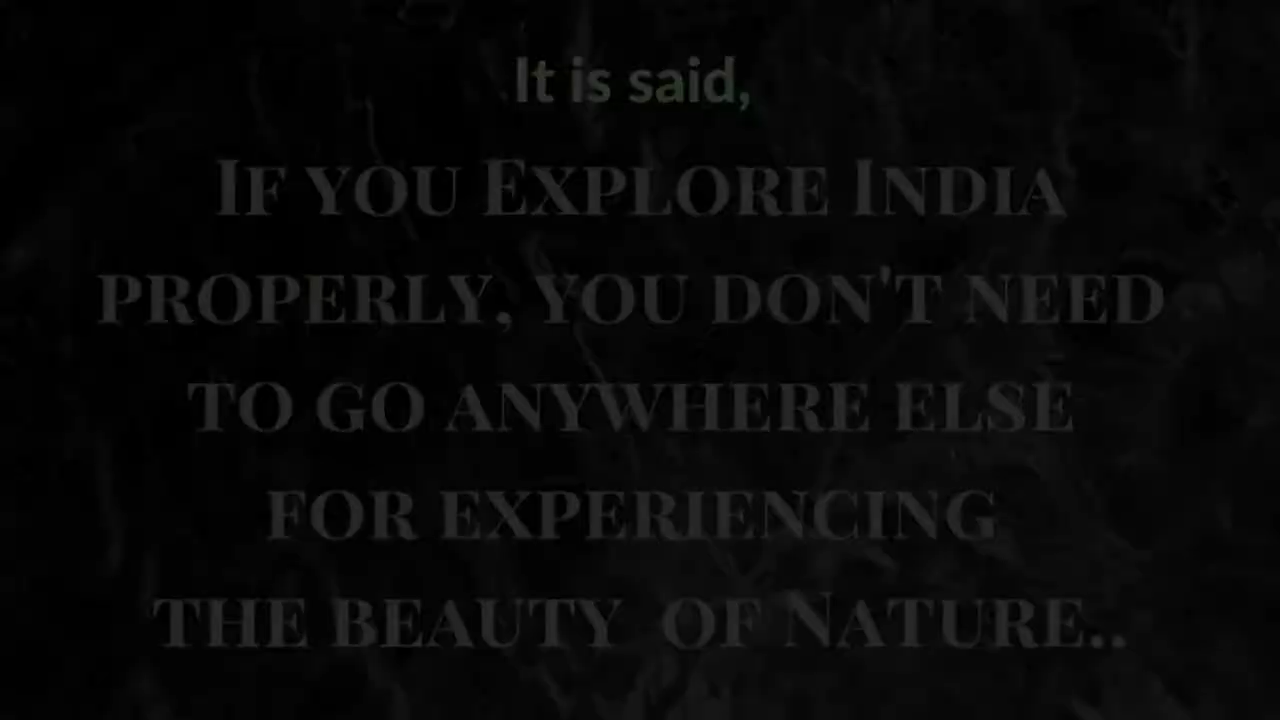 It is said,
If you Explore India
properly, you don't need
to go anywhere else
for experiencing
the beauty of Nature..